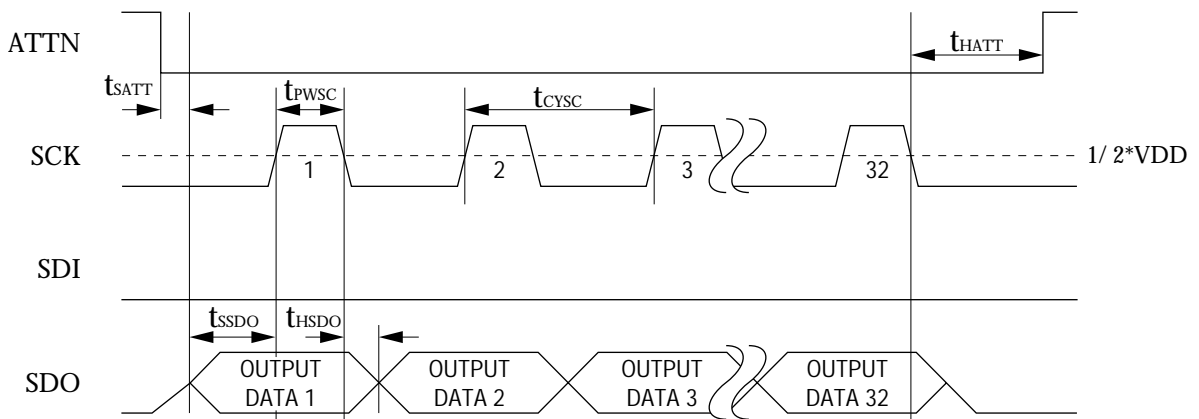 ATTN
tHATT
tSATT
tPWSC
tCYSC
SCK
1
2
3
32
1/2*VDD
SDI
tSSDO
tHSDO
SDO
OUTPUT
DATA 1
OUTPUT
DATA 2
OUTPUT
DATA 3
OUTPUT
DATA 32